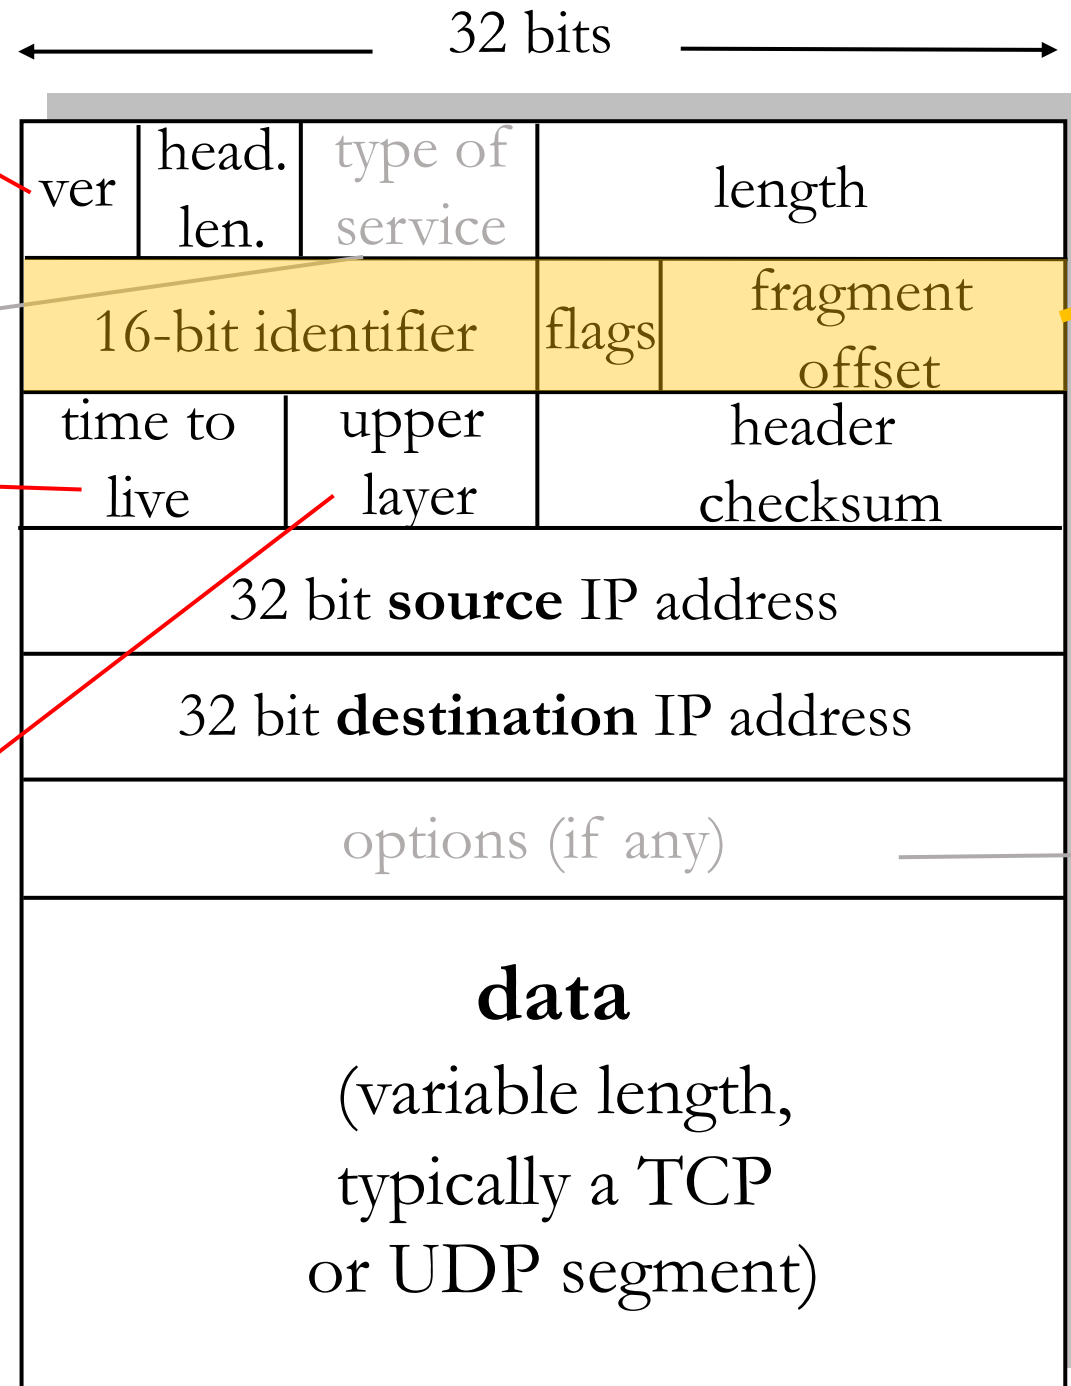 32 bits
ver
head.
len.
type of
service
length
16-bit identifier
flags
fragment
offset
time to
live
upper
layer
header
checksum
32 bit source IP address
32 bit destination IP address
options (if any)
data
(variable length,
typically a TCP
or UDP segment)